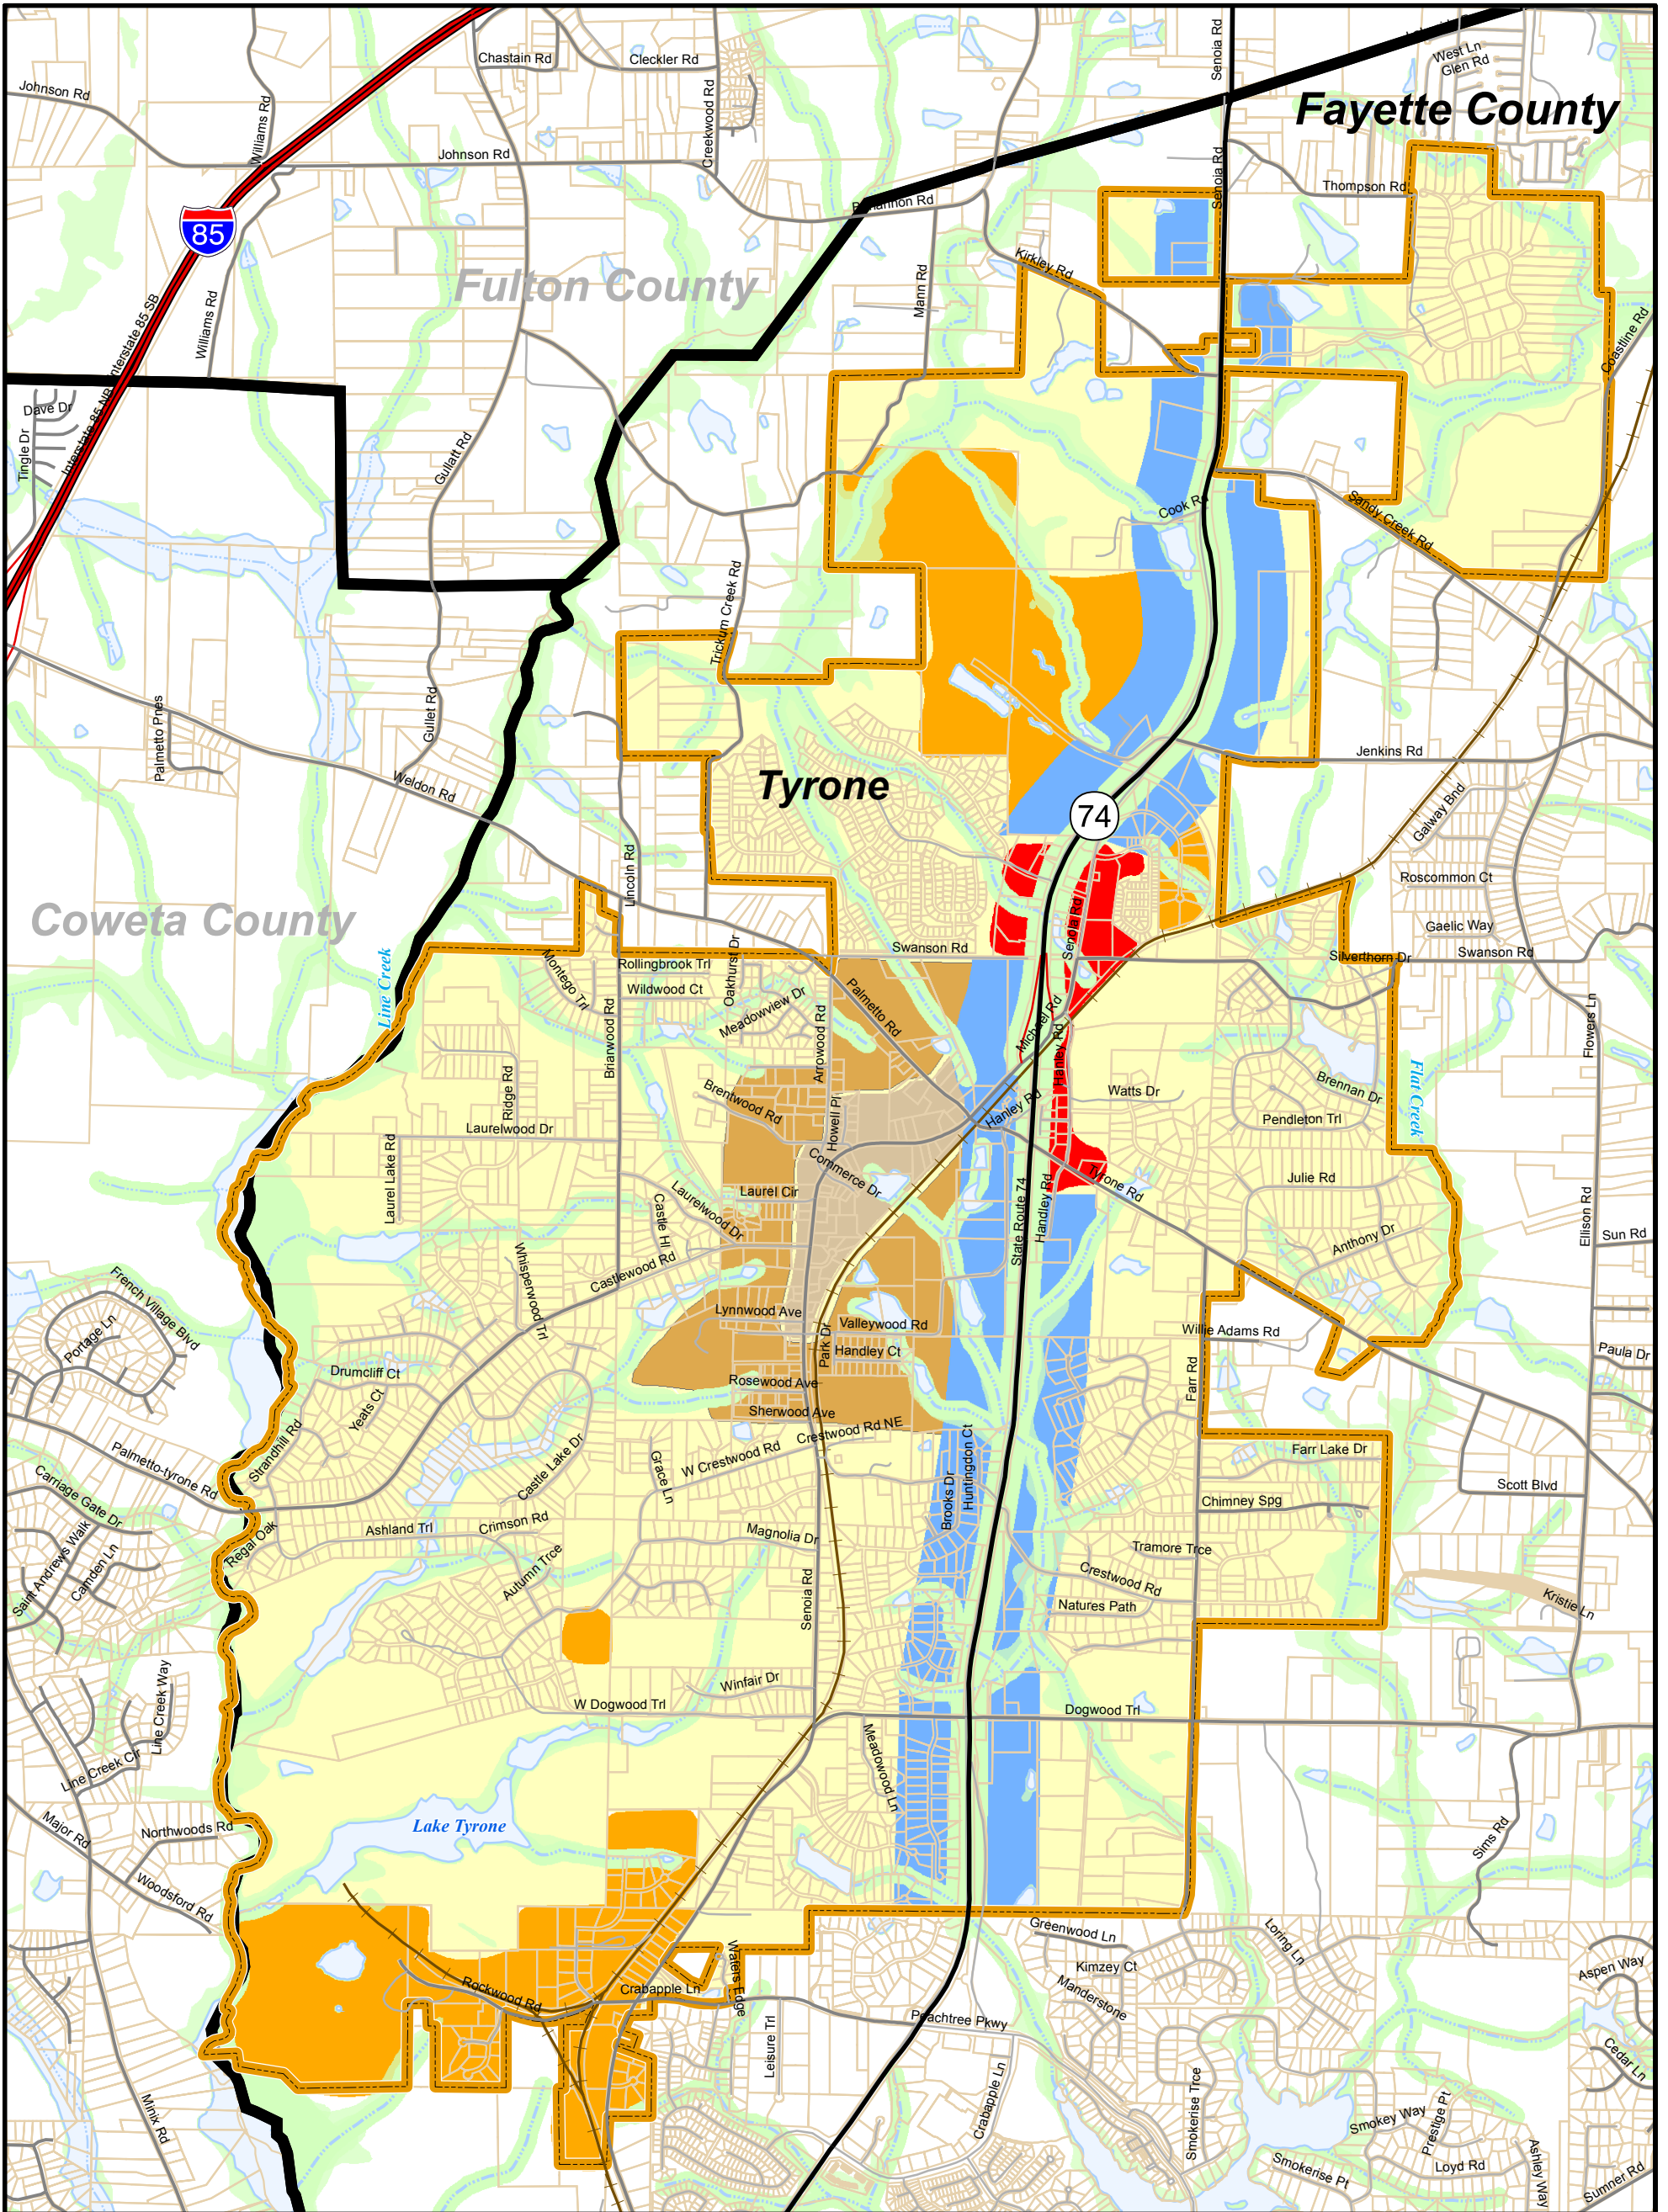 Senoia Rd
West Ln
Glen Rd
Chastain Rd
Cleckler Rd
Johnson Rd
Williams Rd
Creekwood Rd
Fayette County
Johnson Rd
Senoia Rd
Thompson Rd
85
Kirkley Rd
Fulton County
Mann Rd
Williams Rd
Interstate 85 NB
Interstate 85 SB
Coastline Rd
Dave Dr
Tingle Dr
Gullatt Rd
Cook Rd
Sandy Creek Rd
Trickum Creek Rd
Palmetto Pnes
Gullet Rd
Jenkins Rd
Weldon Rd
Tyrone
74
Galway Bnd
Lincoln Rd
Roscommon Ct
Coweta County
Senoia Rd
Gaelic Way
Swanson Rd
Swanson Rd
Silverthorn Dr
Line Creek
Montego Trl
Rollingbrook Trl
Oakhurst Dr
Wildwood Ct
Palmetto Rd
Meadowview Dr
Briarwood Rd
Arrowood Rd
Michael Rd
Flowers Ln
Ridge Rd
Brentwood Rd
Howell Pl
Hanley Rd
Hanley Rd
Watts Dr
Brennan Dr
Flat Creek
Laurelwood Dr
Pendleton Trl
Laurel Lake Rd
Commerce Dr
Tyrone Rd
Julie Rd
Laurel Cir
Laurelwood Dr
Castle Hl
State Route 74
Handley Rd
Ellison Rd
Sun Rd
Anthony Dr
Whisperwood Trl
Castlewood Rd
French Village Blvd
Portage Ln
Lynnwood Ave
Valleywood Rd
Willie Adams Rd
Park Dr
Handley Ct
Paula Dr
Drumcliff Ct
Rosewood Ave
Farr Rd
Yeats Ct
Sherwood Ave
Strandhill Rd
Crestwood Rd NE
W Crestwood Rd
Castle Lake Dr
Grace Ln
Huntingdon Ct
Brooks Dr
Farr Lake Dr
Palmetto-tyrone Rd
Carriage Gate Dr
Scott Blvd
Chimney Spg
Saint Andrews Walk
Camden Ln
Regal Oak
Ashland Trl
Crimson Rd
Magnolia Dr
Tramore Trce
Autumn Trce
Crestwood Rd
Senoia Rd
Natures Path
Kristie Ln
Line Creek Way
Winfair Dr
W Dogwood Trl
Dogwood Trl
Line Creek Cir
Meadowood Ln
Major Rd
Northwoods Rd
Lake Tyrone
Sims Rd
Woodsford Rd
Greenwood Ln
Loring Ln
Waters Edge
Kimzey Ct
Aspen Way
Rockwood Rd
Crabapple Ln
Manderstone
Peachtree Pkwy
Leisure Trl
Cedar Ln
Crabapple Ln
Smokerise Trce
Minix Rd
Smokey Way
Prestige Pt
Loyd Rd
Ashley Way
Smokerise Pt
Sumner Rd